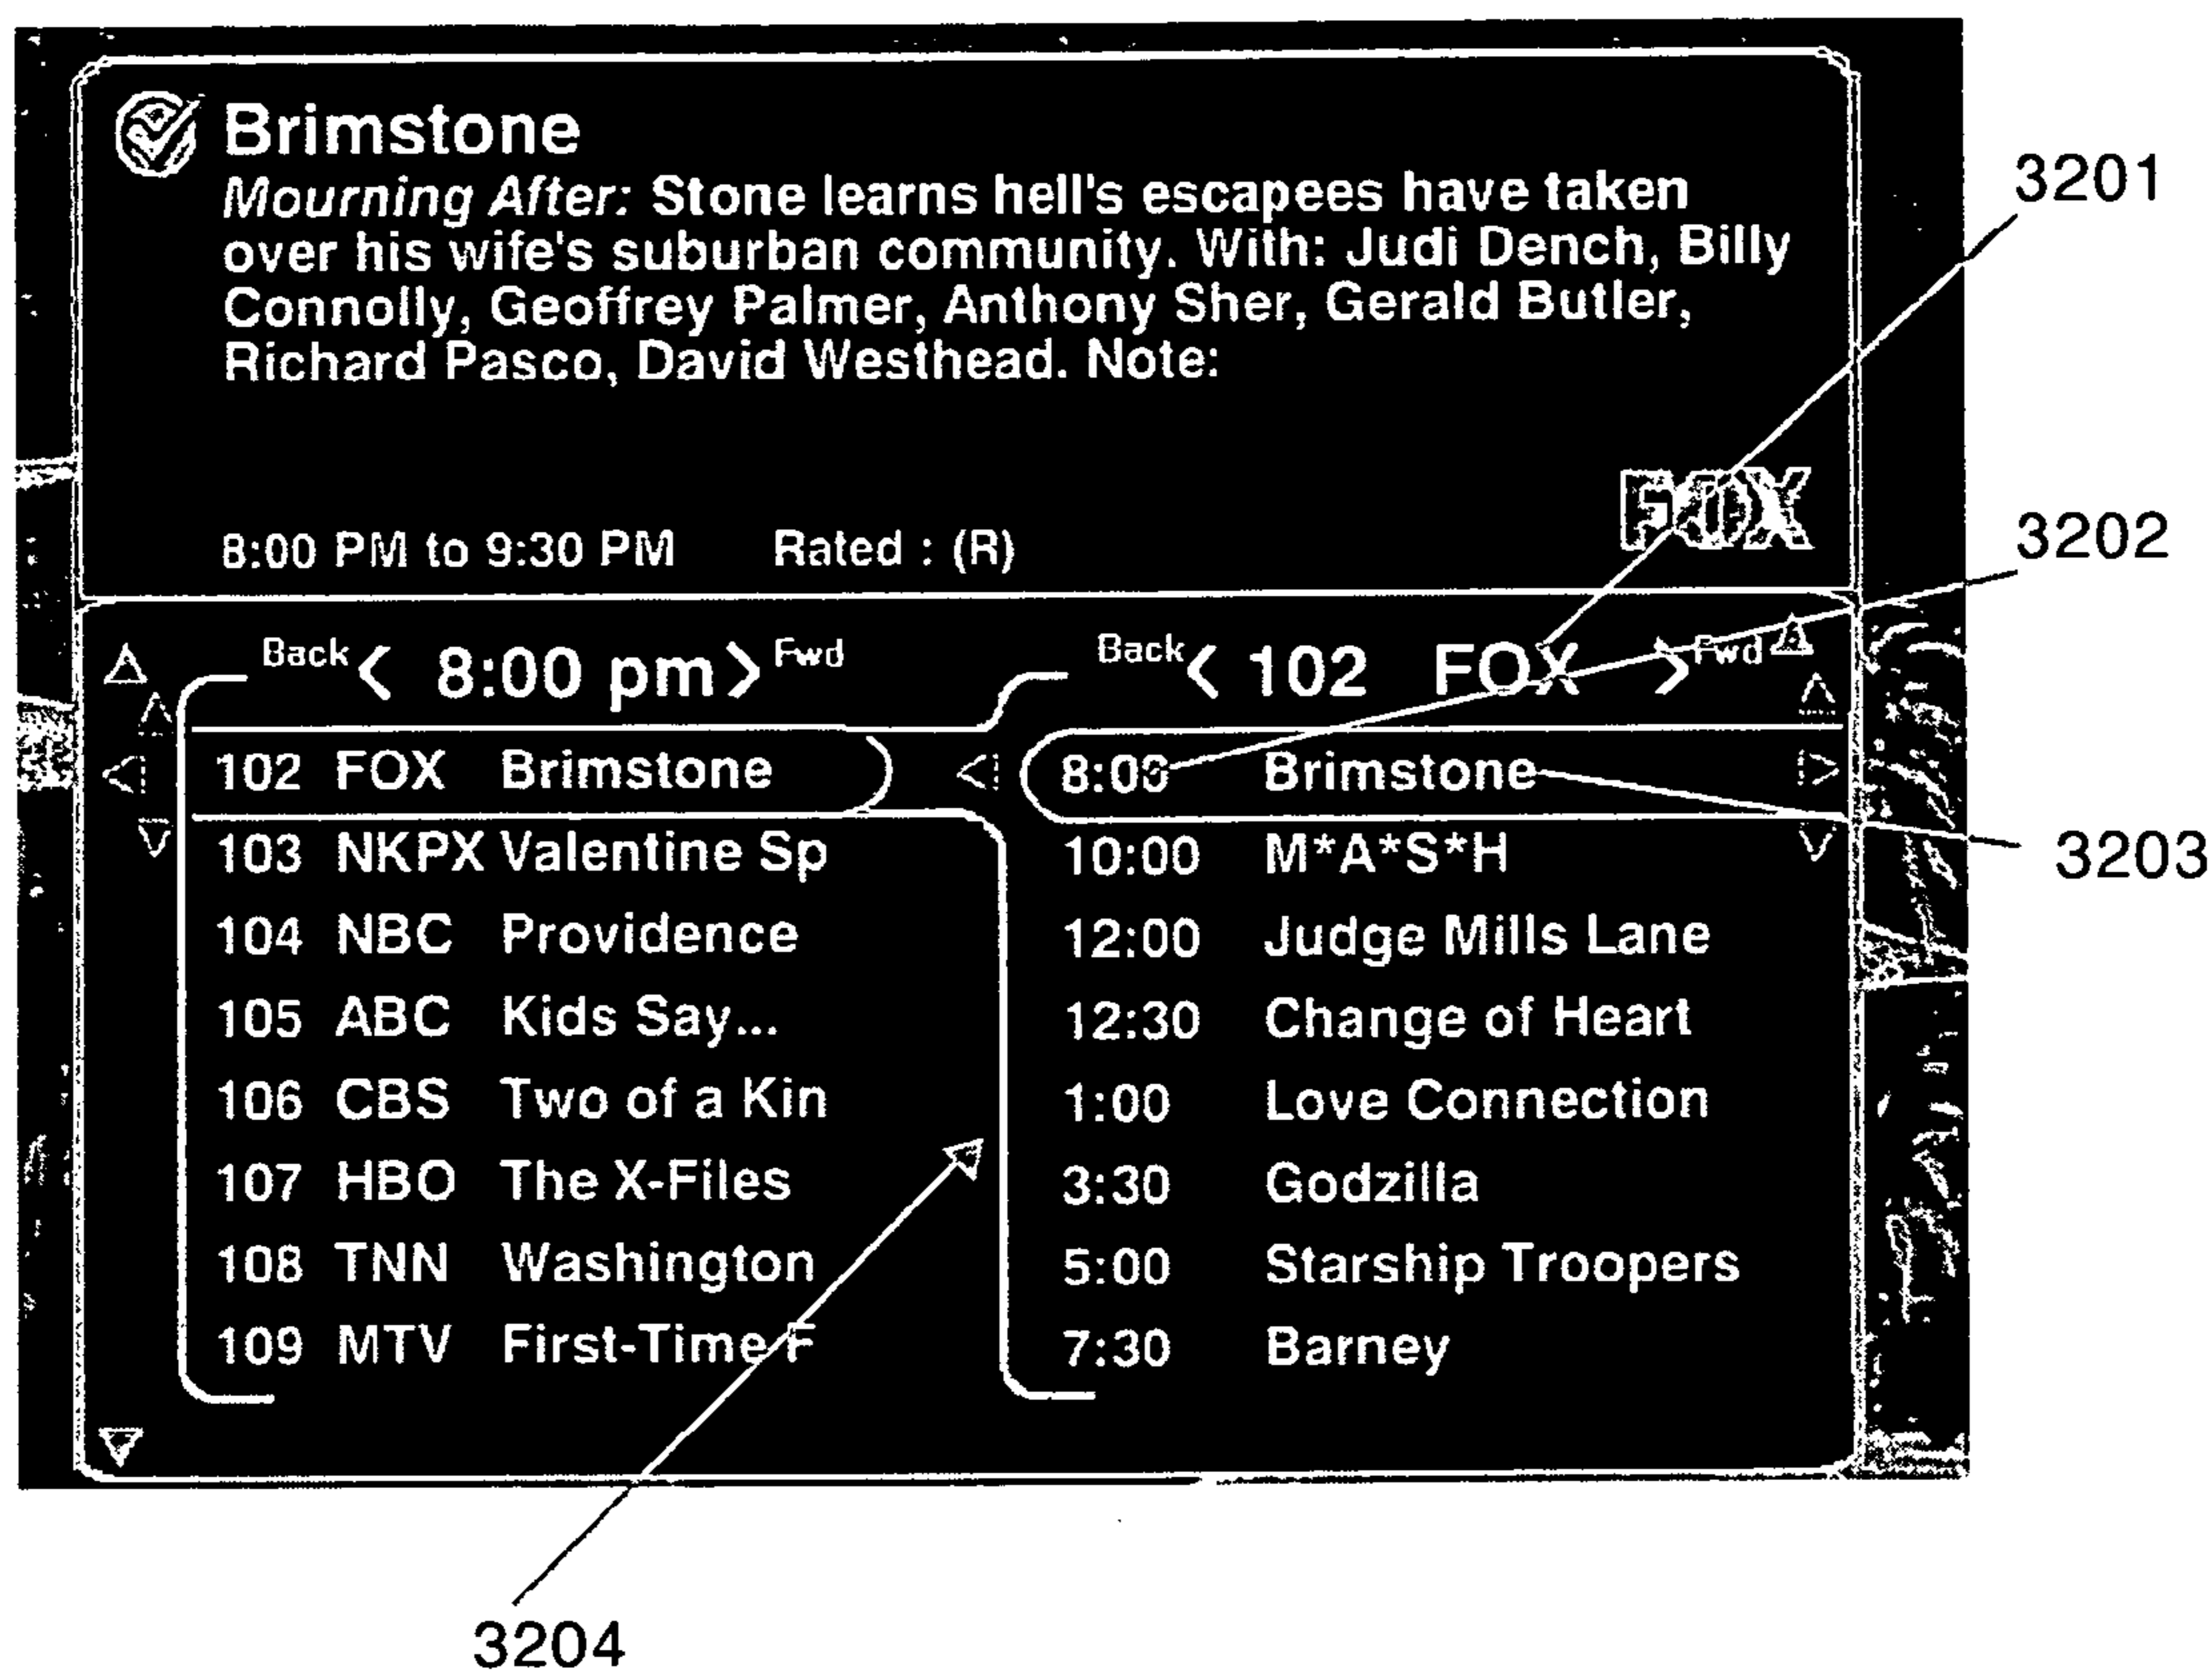 Brimstone
Mourning After: Stone learns hell's escapees have taken
over his wife's suburban community. With: Judi Dench, Billy
Connolly, Geoffrey Palmer, Anthony Sher, Gerald Butler,
Richard Pasco, David Westhead. Note:
FOX
8:00 PM to 9:30 PM Rated : (R)
Back < 8:00 pm > Fwd
102 FOX Brimstone
103 NKPX Valentine Sp
104 NBC Providence
105 ABC Kids Say...
106 CBS Two of a Kin
107 HBO The X-Files
108 TNN Washington
109 MTV First-Time F
Back < 102 FOX > Fwd
8:00 Brimstone
10:00 M*A*S*H
12:00 Judge Mills Lane
12:30 Change of Heart
1:00 Love Connection
3:30 Godzilla
5:00 Starship Troopers
7:30 Barney
3201
3202
3203
3204